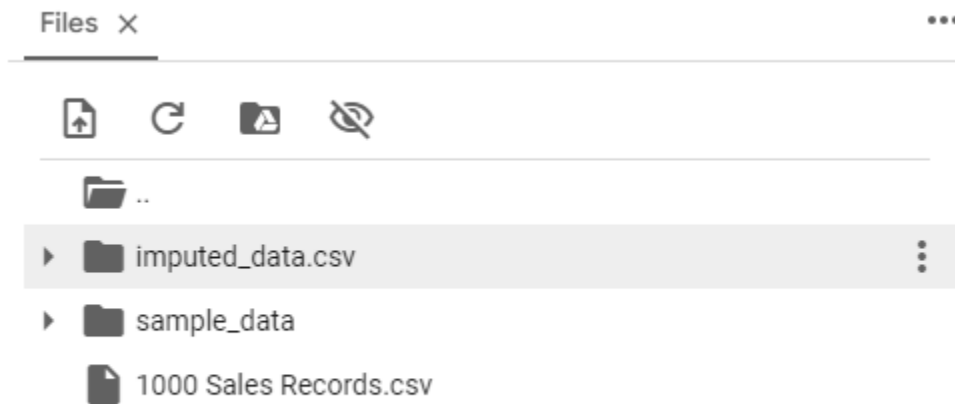 Files
..
imputed_data.csv
sample_data
1000 Sales Records.csv